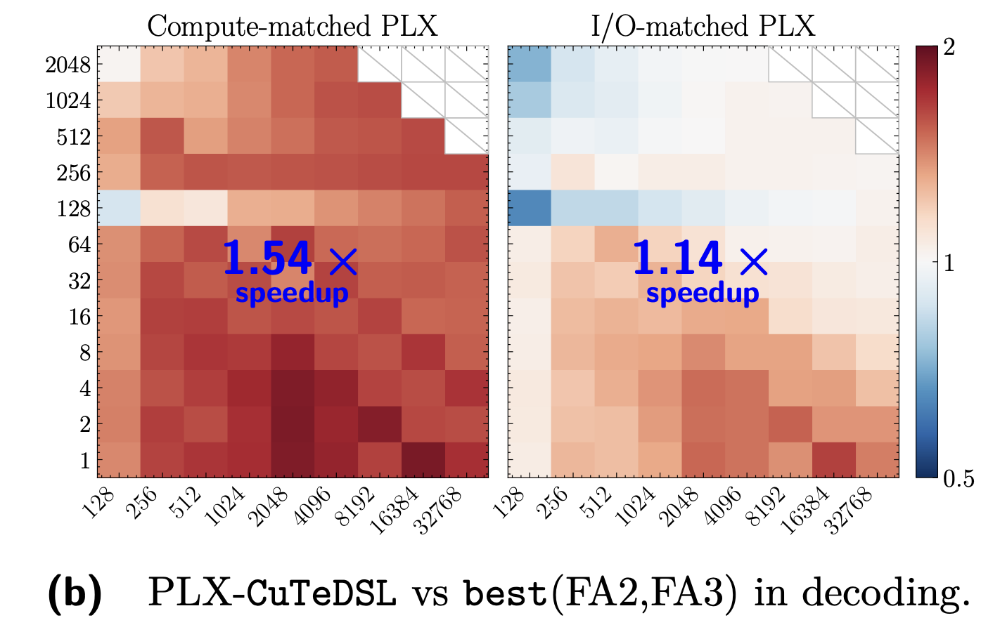 Compute-matched PLX
I/O-matched PLX
2048
1024
512
256
128
64
32
16
8
4
2
1
1.54 ×
speedup
1.14 ×
speedup
2
1
0.5
128 256 512 1024 2048 4096 8192 16384 32768
128 256 512 1024 2048 4096 8192 16384 32768
(b) PLX-CuTeDSL vs best(FA2,FA3) in decoding.